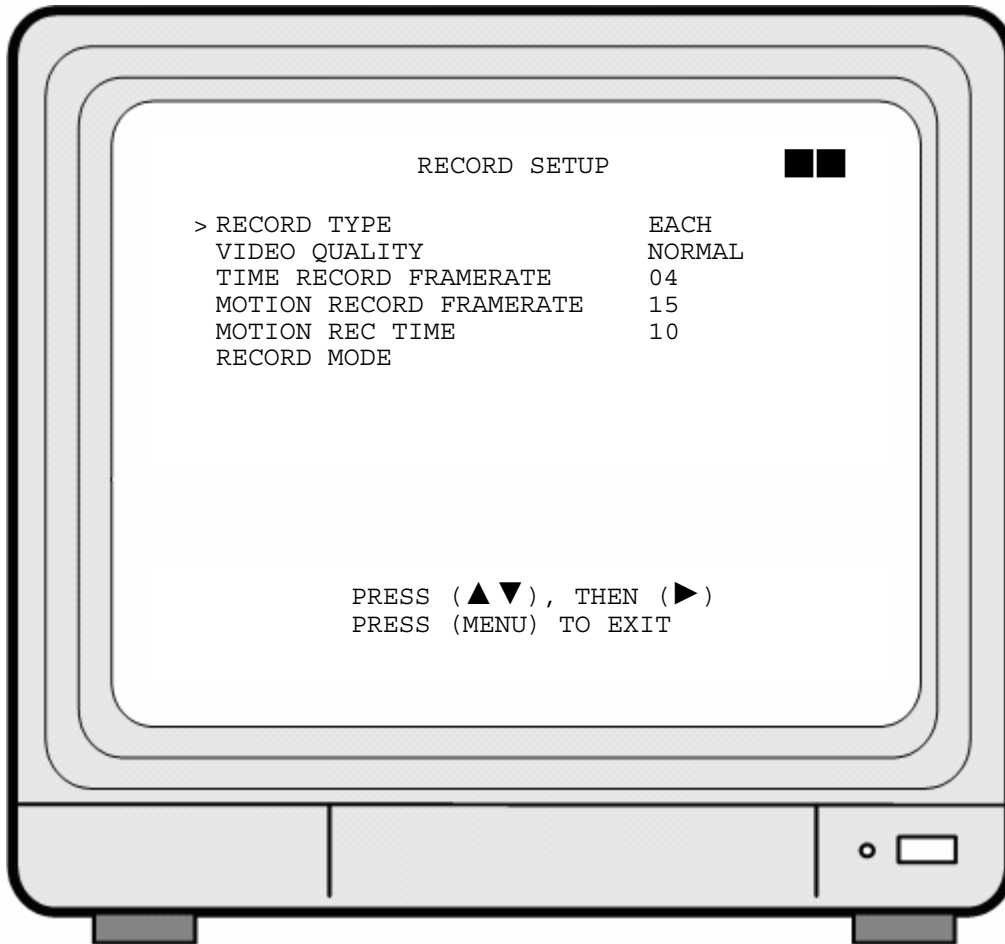 RECORD SETUP
> RECORD TYPE EACH
VIDEO QUALITY NORMAL
TIME RECORD FRAMERATE 04
MOTION RECORD FRAMERATE 15
MOTION REC TIME 10
RECORD MODE
PRESS (▲▼), THEN (▶)
PRESS (MENU) TO EXIT